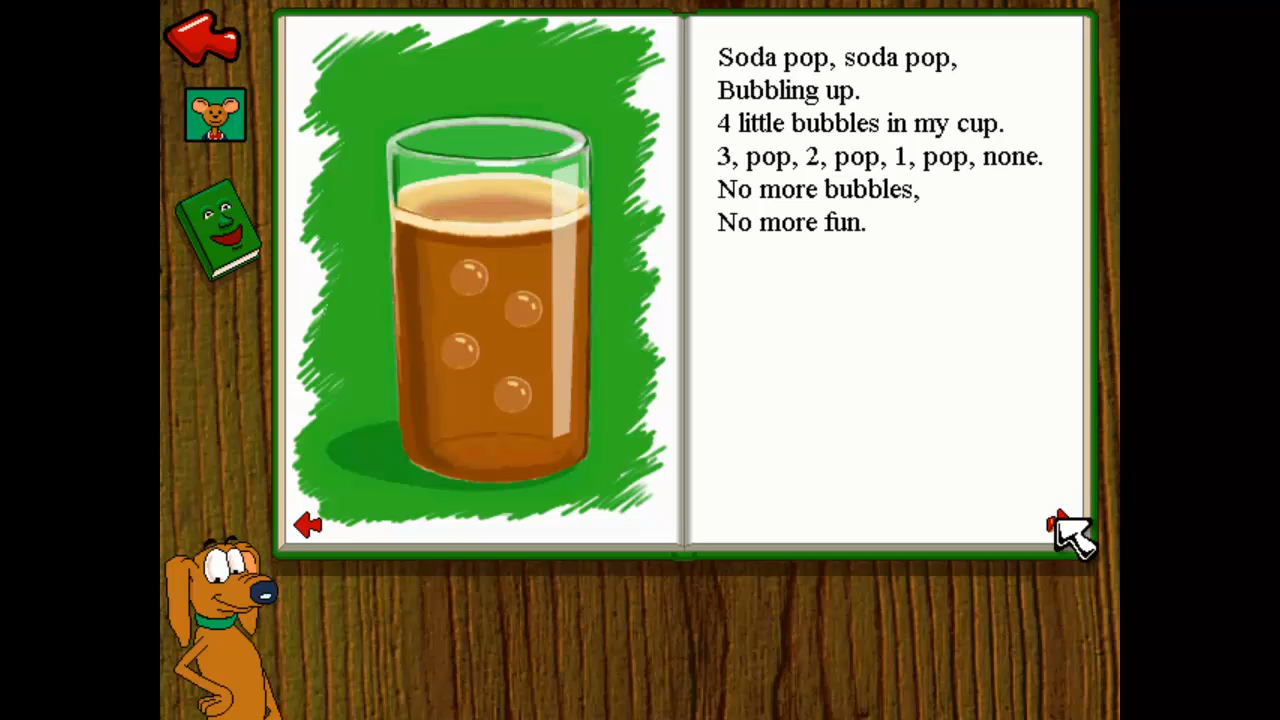 Soda pop, soda pop,
Bubbling up.
4 little bubbles in my cup.
3, pop, 2, pop, 1, pop, none.
No more bubbles,
No more fun.